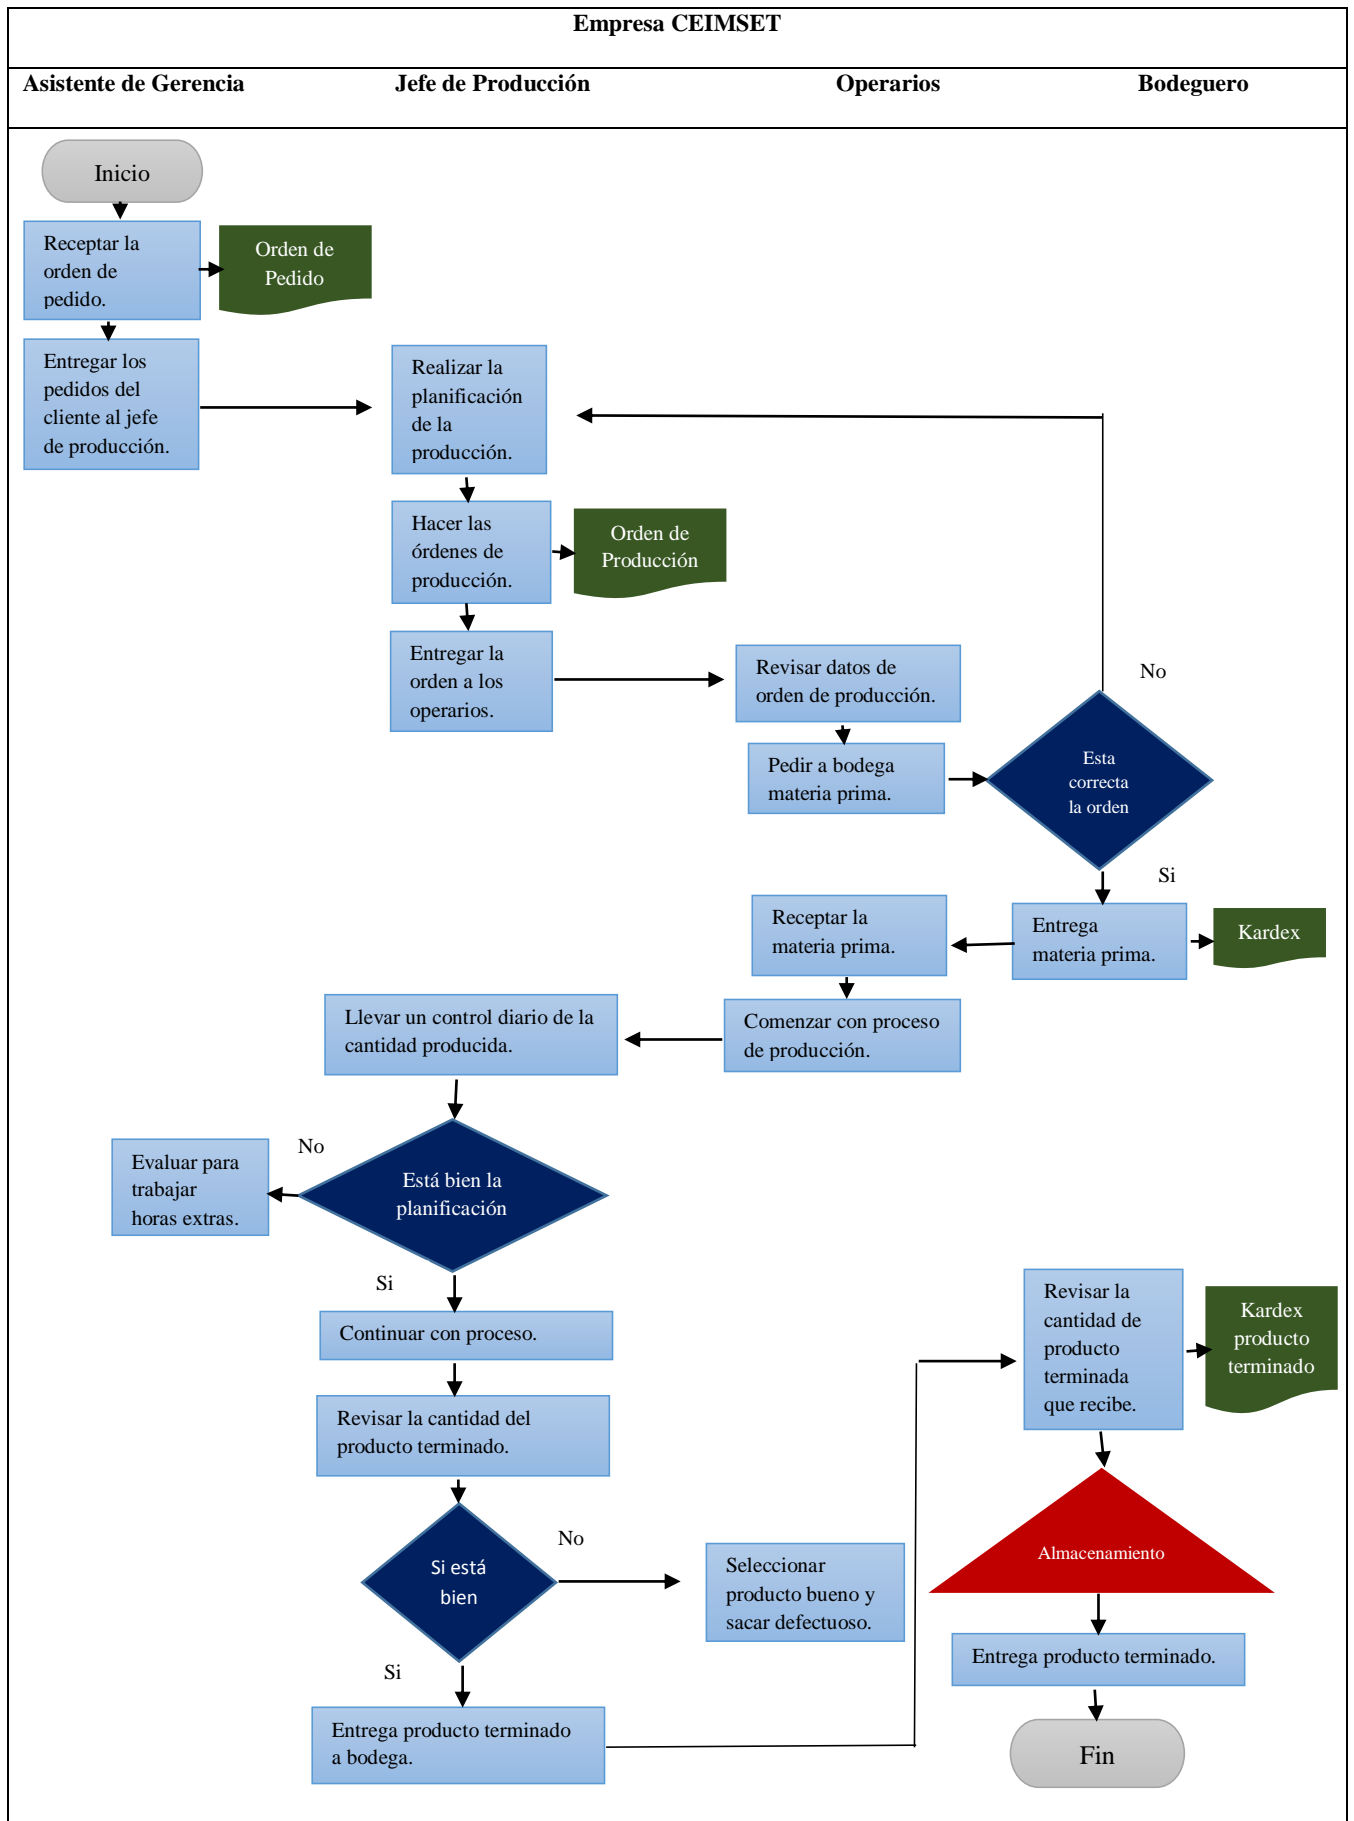 Empresa CEIMSET
Asistente de Gerencia
Jefe de Producción
Operarios
Bodeguero
Inicio
Receptar la
orden de
pedido.
Orden de
Pedido
Entregar los
pedidos del
cliente al jefe
de producción.
Realizar la
planificación
de la
producción.
Hacer las
órdenes de
producción.
Orden de
Producción
Entregar la
orden a los
operarios.
Revisar datos de
orden de producción.
No
Pedir a bodega
materia prima.
Esta
correcta
la orden
Si
Receptar la
materia prima.
Entrega
materia prima.
Kardex
Llevar un control diario de la
cantidad producida.
Comenzar con proceso
de producción.
No
Evaluar para
trabajar
horas extras.
Está bien la
planificación
Si
Continuar con proceso.
Revisar la
cantidad de
producto
terminada
que recibe.
Kardex
producto
terminado
Revisar la cantidad del
producto terminado.
No
Si está
bien
Seleccionar
producto bueno y
sacar defectuoso.
Almacenamiento
Si
Entrega producto terminado.
Entrega producto terminado
a bodega.
Fin